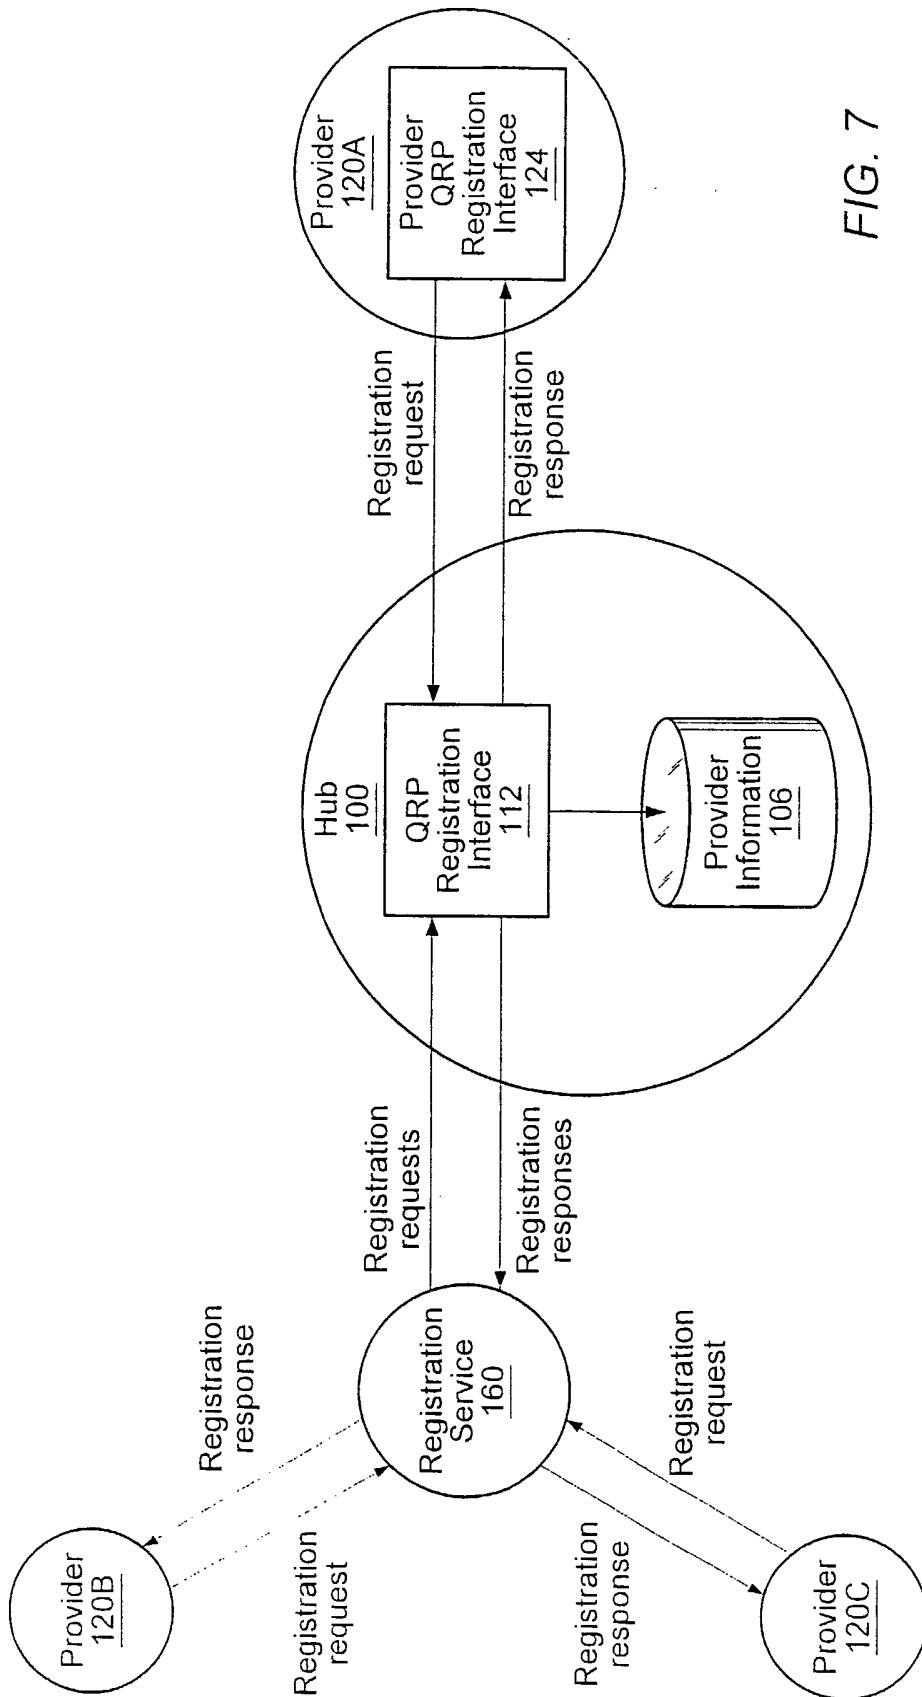 Provider
120B
Registration
response
Registration
request
Registration
Service
160
Registration
response
Registration
request
Provider
120C
Registration
requests
Registration
responses
Hub
100
QRP
Registration
Interface
112
Provider
Information
106
Registration
request
Registration
response
Provider
120A
Provider
QRP
Registration
Interface
124
FIG. 7